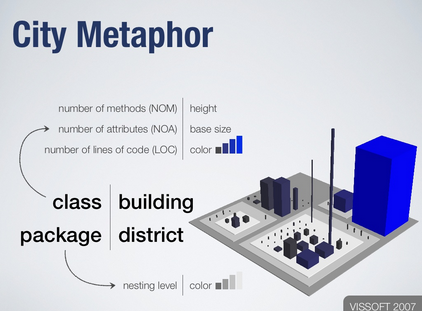 City Metaphor
number of methods (NOM) height
number of attributes (NOA) base size
number of lines of code (LOC) color
class building
package district
nesting level color
VISSOFT 2007